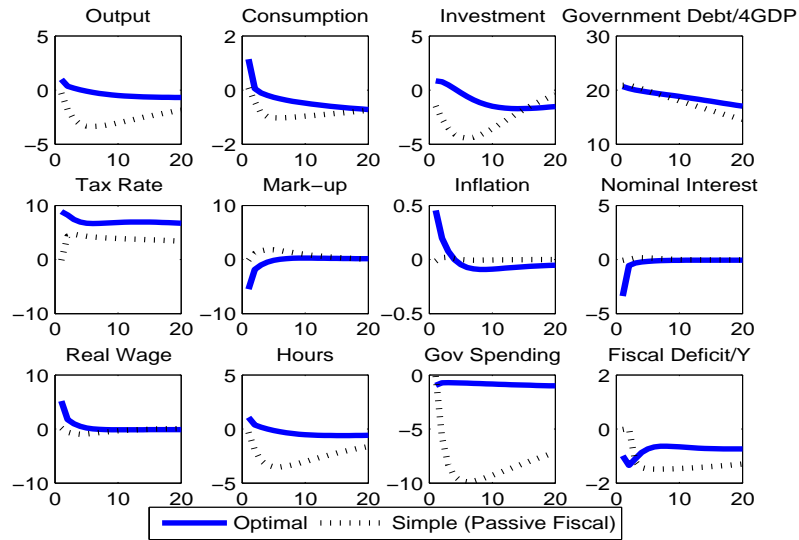 Output Consumption Investment Government Debt/4GDP
5 2 5 30
0 0 0 20
−5 −2 −5 10
0 10 20 0 10 20 0 10 20 0 10 20
Tax Rate Mark−up Inflation Nominal Interest
10 10 0.5 5
0 0 0 0
−10 −10 −0.5 −5
0 10 20 0 10 20 0 10 20 0 10 20
Real Wage Hours Gov Spending Fiscal Deficit/Y
10 5 0 2
0 0 −5 0
−10 −5 −10 −2
0 10 20 0 10 20 0 10 20 0 10 20
Optimal Simple (Passive Fiscal)